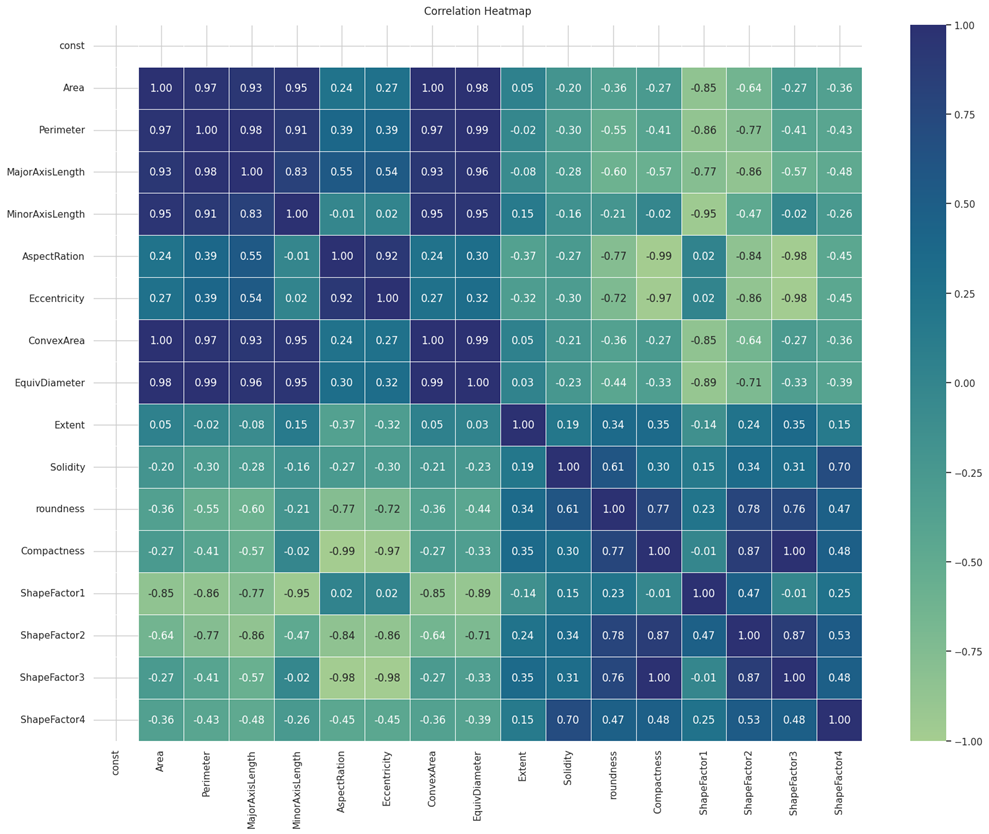 Correlation Heatmap
const
Area 1.00 0.97 0.93 0.95 0.24 0.27 1.00 0.98 0.05 -0.20 -0.36 -0.27 -0.85 -0.64 -0.27 -0.36
Perimeter 0.97 1.00 0.98 0.91 0.39 0.39 0.97 0.99 -0.02 -0.30 -0.55 -0.41 -0.86 -0.77 -0.41 -0.43
MajorAxisLength 0.93 0.98 1.00 0.83 0.55 0.54 0.93 0.96 -0.08 -0.28 -0.60 -0.57 -0.77 -0.86 -0.57 -0.48
MinorAxisLength 0.95 0.91 0.83 1.00 -0.01 0.02 0.95 0.95 0.15 -0.16 -0.21 -0.02 -0.95 -0.47 -0.02 -0.26
AspectRation 0.24 0.39 0.55 -0.01 1.00 0.92 0.24 0.30 -0.37 -0.27 -0.77 -0.99 0.02 -0.84 -0.98 -0.45
Eccentricity 0.27 0.39 0.54 0.02 0.92 1.00 0.27 0.32 -0.32 -0.30 -0.72 -0.97 0.02 -0.86 -0.98 -0.45
ConvexArea 1.00 0.97 0.93 0.95 0.24 0.27 1.00 0.99 0.05 -0.21 -0.36 -0.27 -0.85 -0.64 -0.27 -0.36
EquivDiameter 0.98 0.99 0.96 0.95 0.30 0.32 0.99 1.00 0.03 -0.23 -0.44 -0.33 -0.89 -0.71 -0.33 -0.39
Extent 0.05 -0.02 -0.08 0.15 -0.37 -0.32 0.05 0.03 1.00 0.19 0.34 0.35 -0.14 0.24 0.35 0.15
Solidity -0.20 -0.30 -0.28 -0.16 -0.27 -0.30 -0.21 -0.23 0.19 1.00 0.61 0.30 0.15 0.34 0.31 0.70
roundness -0.36 -0.55 -0.60 -0.21 -0.77 -0.72 -0.36 -0.44 0.34 0.61 1.00 0.77 0.23 0.78 0.76 0.47
Compactness -0.27 -0.41 -0.57 -0.02 -0.99 -0.97 -0.27 -0.33 0.35 0.30 0.77 1.00 -0.01 0.87 1.00 0.48
ShapeFactor1 -0.85 -0.86 -0.77 -0.95 0.02 0.02 -0.85 -0.89 -0.14 0.15 0.23 -0.01 1.00 0.47 -0.01 0.25
ShapeFactor2 -0.64 -0.77 -0.86 -0.47 -0.84 -0.86 -0.64 -0.71 0.24 0.34 0.78 0.87 0.47 1.00 0.87 0.53
ShapeFactor3 -0.27 -0.41 -0.57 -0.02 -0.98 -0.98 -0.27 -0.33 0.35 0.31 0.76 1.00 -0.01 0.87 1.00 0.48
ShapeFactor4 -0.36 -0.43 -0.48 -0.26 -0.45 -0.45 -0.36 -0.39 0.15 0.70 0.47 0.48 0.25 0.53 0.48 1.00
const
Area
Perimeter
MajorAxisLength
MinorAxisLength
AspectRation
Eccentricity
ConvexArea
EquivDiameter
Extent
Solidity
roundness
Compactness
ShapeFactor1
ShapeFactor2
ShapeFactor3
ShapeFactor4
1.00
0.75
0.50
0.25
0.00
−0.25
−0.50
−0.75
−1.00